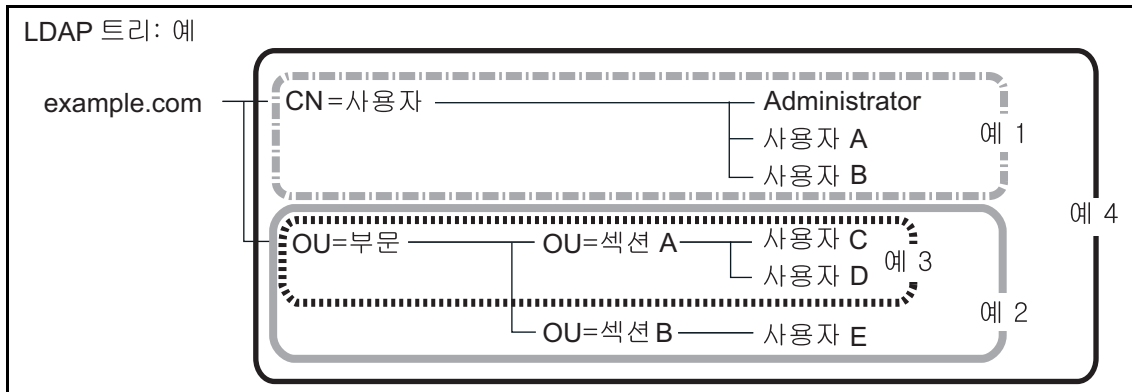 LDAP 트리: 예
example.com
CN=사용자
Administrator
사용자 A
사용자 B
예 1
예 4
OU=부문
OU=섹션 A
사용자 C
사용자 D
예 3
예 2
OU=섹션 B
사용자 E